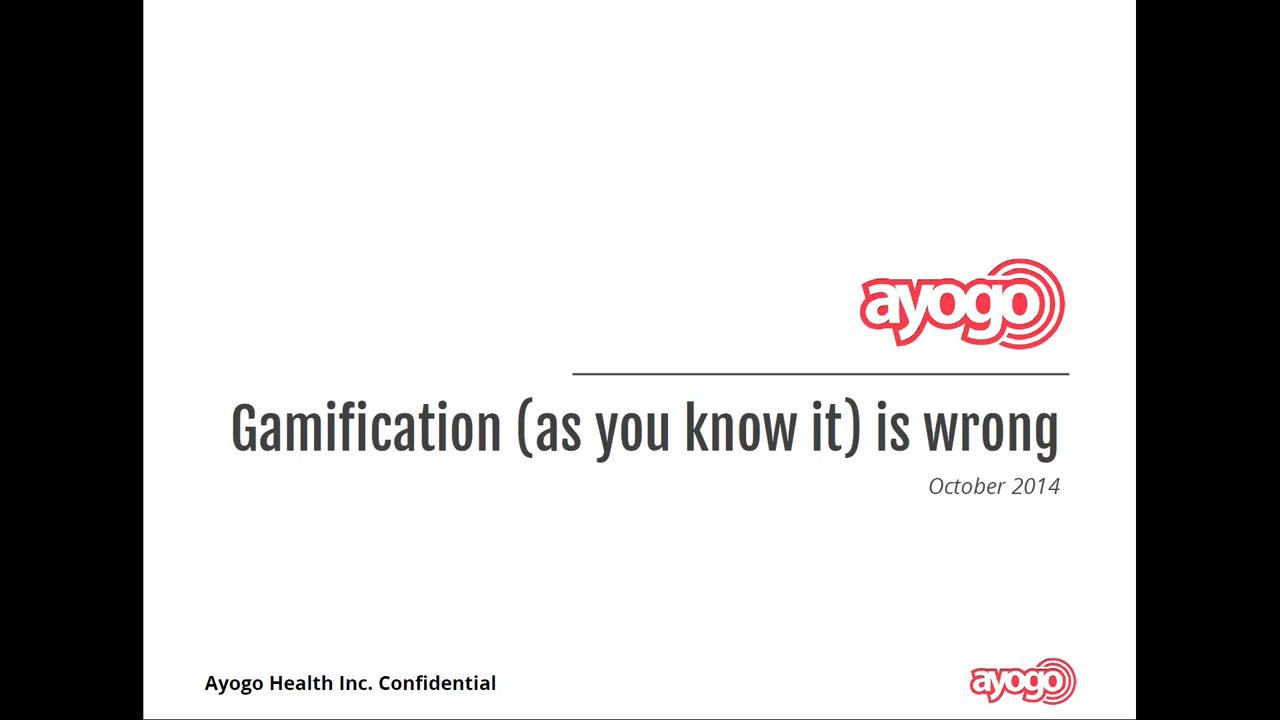 ayogo
Gamification (as you know it) is wrong
October 2014
Ayogo Health Inc. Confidential
ayogo